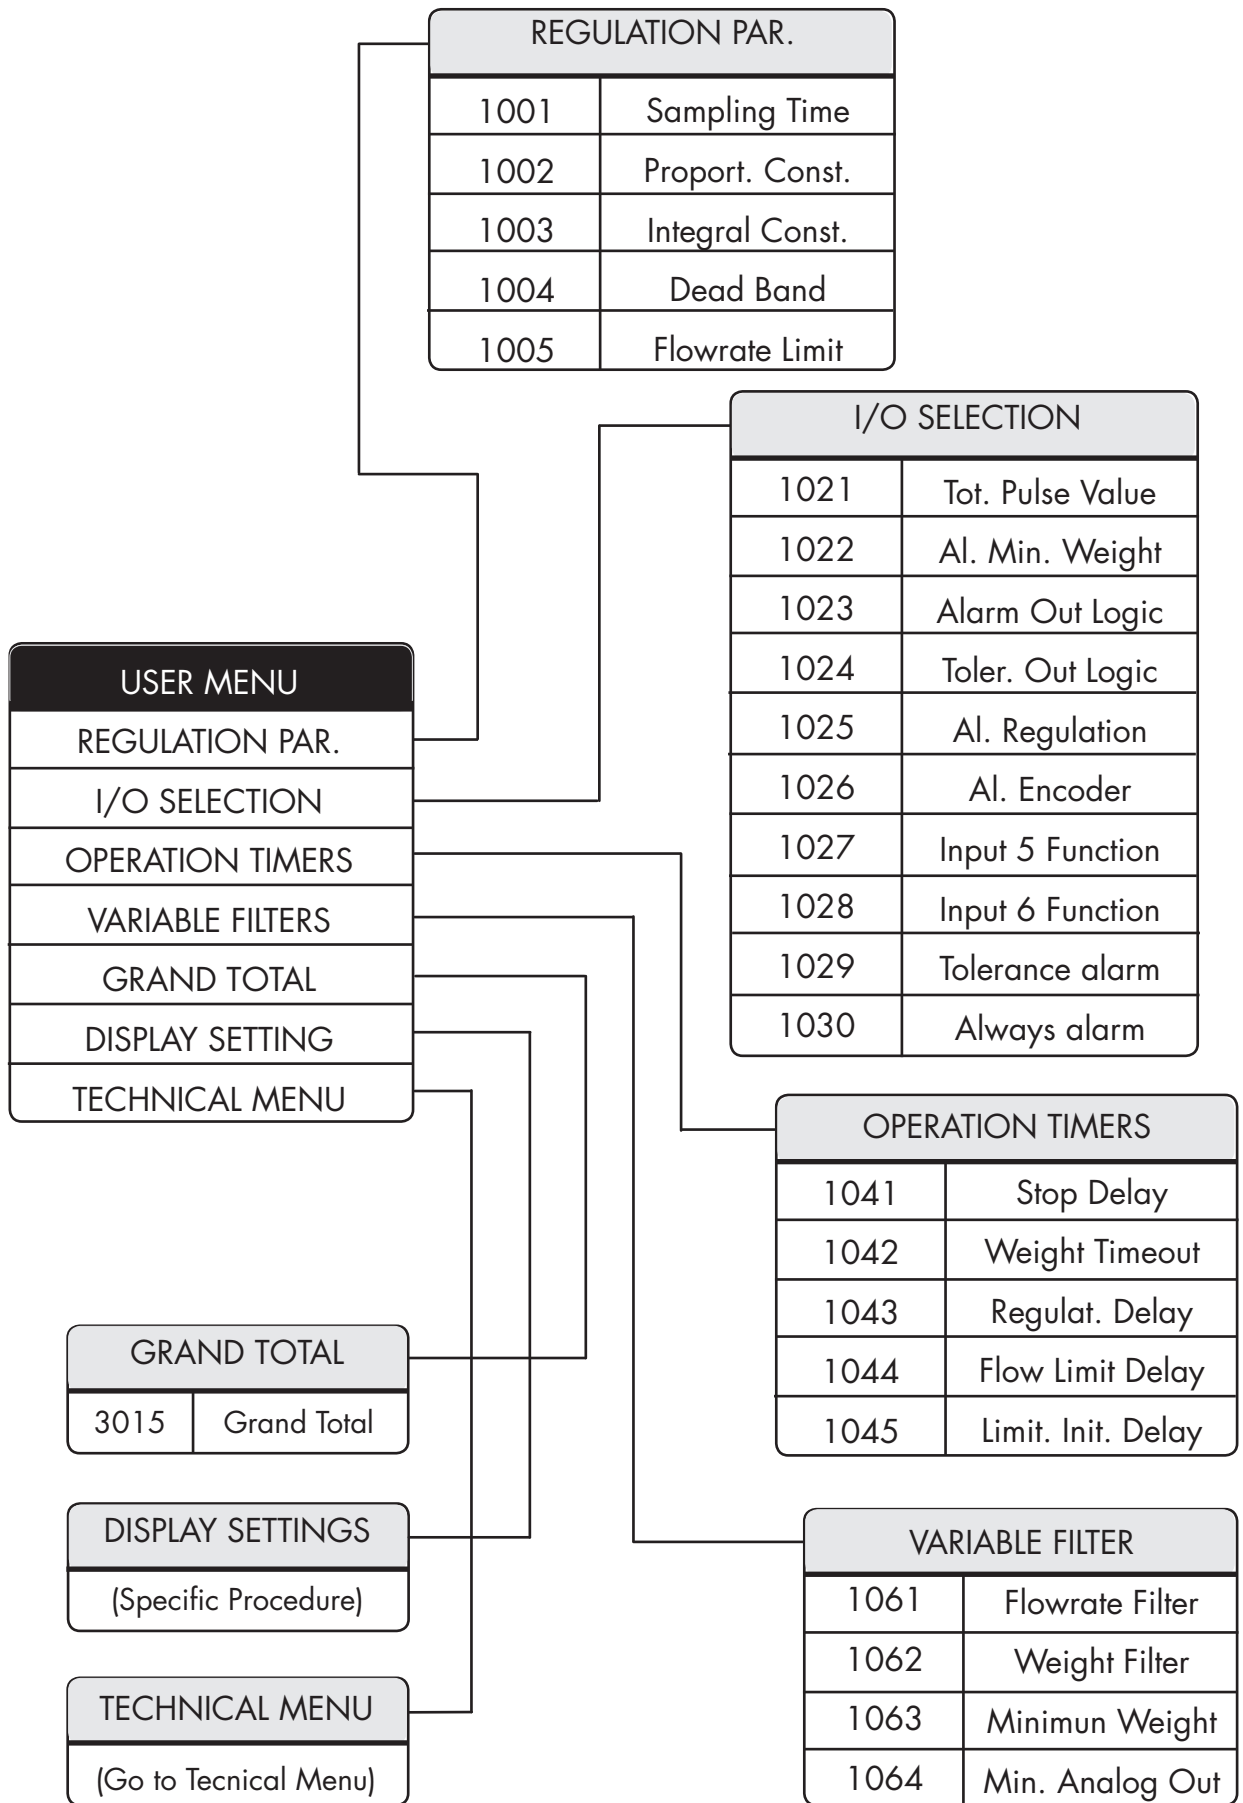 REGULATION PAR.
1001 Sampling Time
1002 Proport. Const.
1003 Integral Const.
1004 Dead Band
1005 Flowrate Limit
I/O SELECTION
1021 Tot. Pulse Value
1022 Al. Min. Weight
1023 Alarm Out Logic
1024 Toler. Out Logic
1025 Al. Regulation
1026 Al. Encoder
1027 Input 5 Function
1028 Input 6 Function
1029 Tolerance alarm
1030 Always alarm
USER MENU
REGULATION PAR.
I/O SELECTION
OPERATION TIMERS
VARIABLE FILTERS
GRAND TOTAL
DISPLAY SETTING
TECHNICAL MENU
OPERATION TIMERS
1041 Stop Delay
1042 Weight Timeout
1043 Regulat. Delay
1044 Flow Limit Delay
1045 Limit. Init. Delay
GRAND TOTAL
3015 Grand Total
DISPLAY SETTINGS
(Specific Procedure)
TECHNICAL MENU
(Go to Tecnical Menu)
VARIABLE FILTER
1061 Flowrate Filter
1062 Weight Filter
1063 Minimun Weight
1064 Min. Analog Out